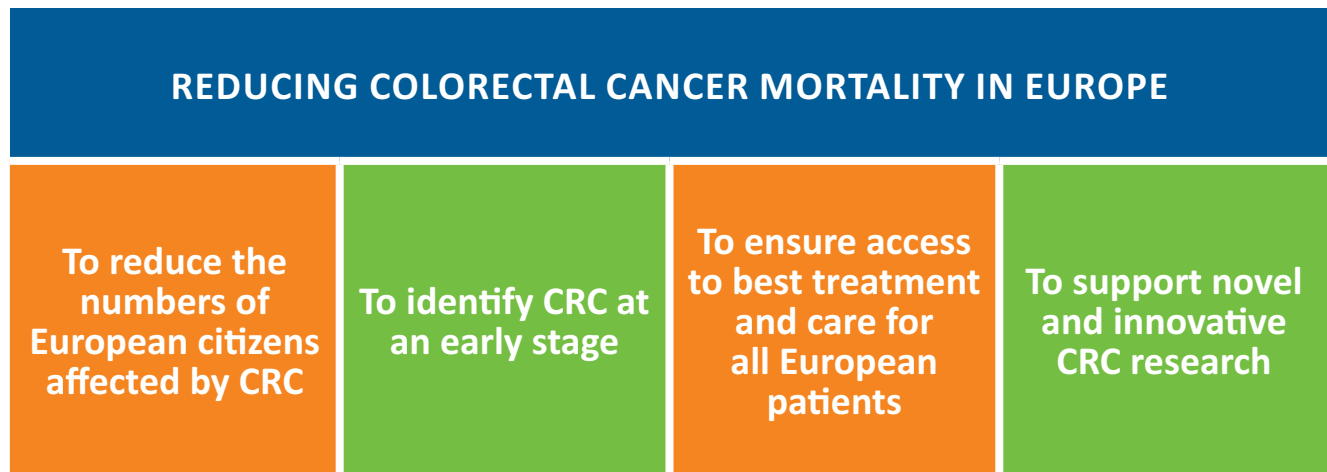 REDUCING COLORECTAL CANCER MORTALITY IN EUROPE
To reduce the
numbers of
European citizens
affected by CRC
To identify CRC at
an early stage
To ensure access
to best treatment
and care for
all European
patients
To support novel
and innovative
CRC research